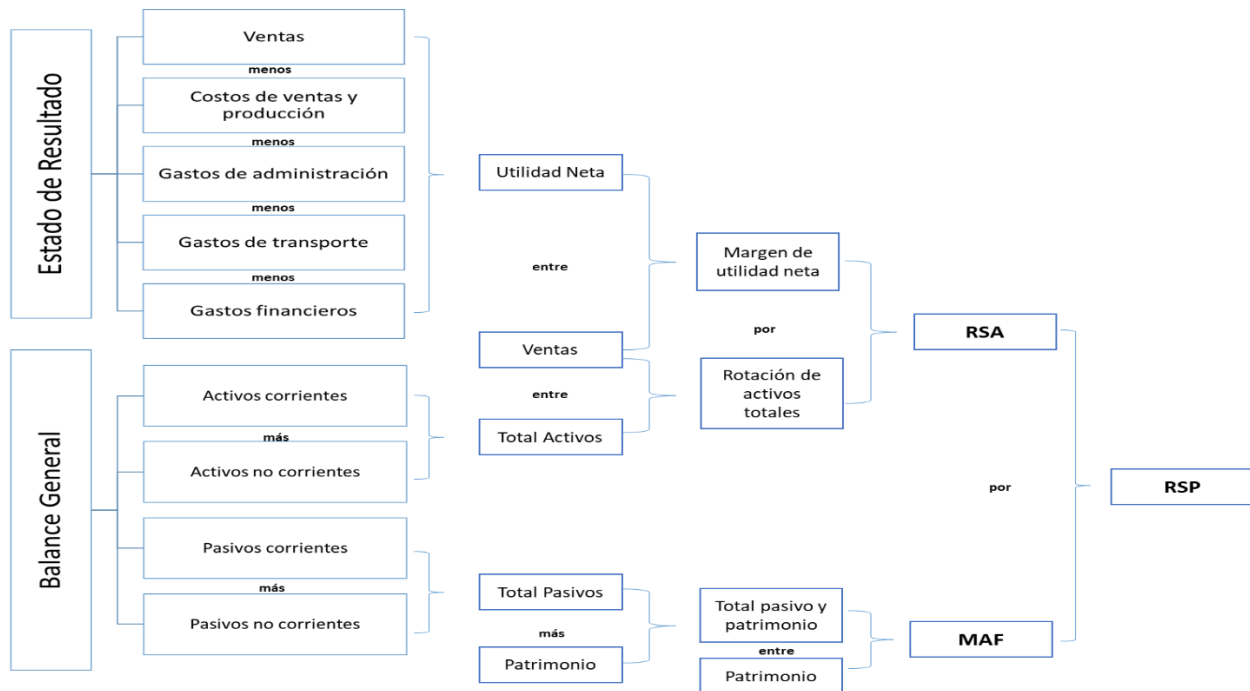 Estado de Resultado
Ventas
menos
Costos de ventas y
producción
menos
Gastos de administración
menos
Gastos de transporte
menos
Gastos financieros
Utilidad Neta
entre
Ventas
entre
Total Activos
Margen de
utilidad neta
por
Rotación de
activos
totales
RSA
Balance General
Activos corrientes
más
Activos no corrientes
Pasivos corrientes
más
Pasivos no corrientes
Total Pasivos
más
Patrimonio
Total pasivo y
patrimonio
entre
Patrimonio
MAF
por
RSP